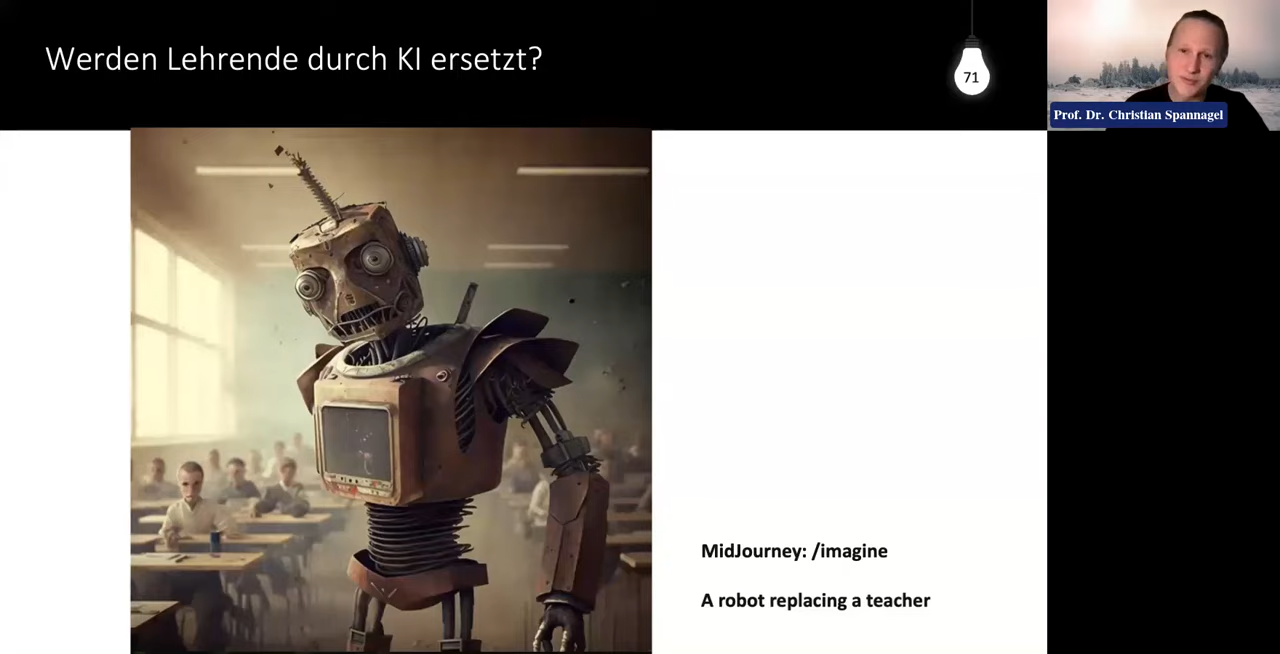 Werden Lehrende durch KI ersetzt?
71
Prof. Dr. Christian Spannagel
MidJourney: /imagine
A robot replacing a teacher